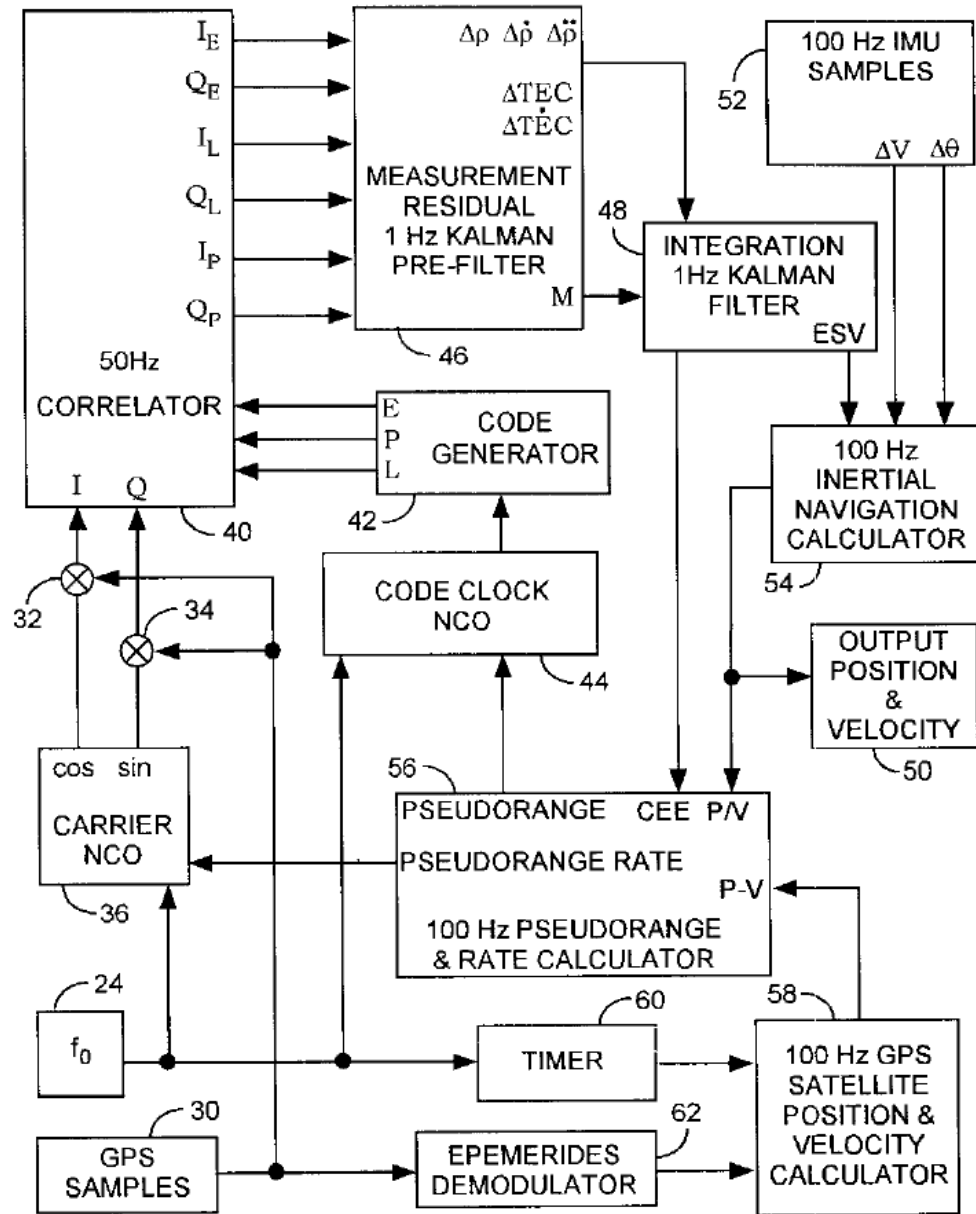 I_E
Q_E
I_L
Q_L
I_P
Q_P
50Hz
CORRELATOR
I Q
40
Δρ Δρ̇ Δρ̈
ΔTEC
ΔTĖC
MEASUREMENT
RESIDUAL
1 Hz KALMAN
PRE-FILTER
M
46
100 Hz IMU
SAMPLES
ΔV Δθ
52
48
INTEGRATION
1Hz KALMAN
FILTER
ESV
E
P
L
CODE
GENERATOR
42
100 Hz
INERTIAL
NAVIGATION
CALCULATOR
54
32
34
CODE CLOCK
NCO
44
OUTPUT
POSITION
&
VELOCITY
50
cos sin
CARRIER
NCO
36
56
PSEUDORANGE CEE P/V
PSEUDORANGE RATE
P-V
100 Hz PSEUDORANGE
& RATE CALCULATOR
24
f₀
60
TIMER
58
100 Hz GPS
SATELLITE
POSITION &
VELOCITY
CALCULATOR
30
GPS
SAMPLES
62
EPEMERIDES
DEMODULATOR